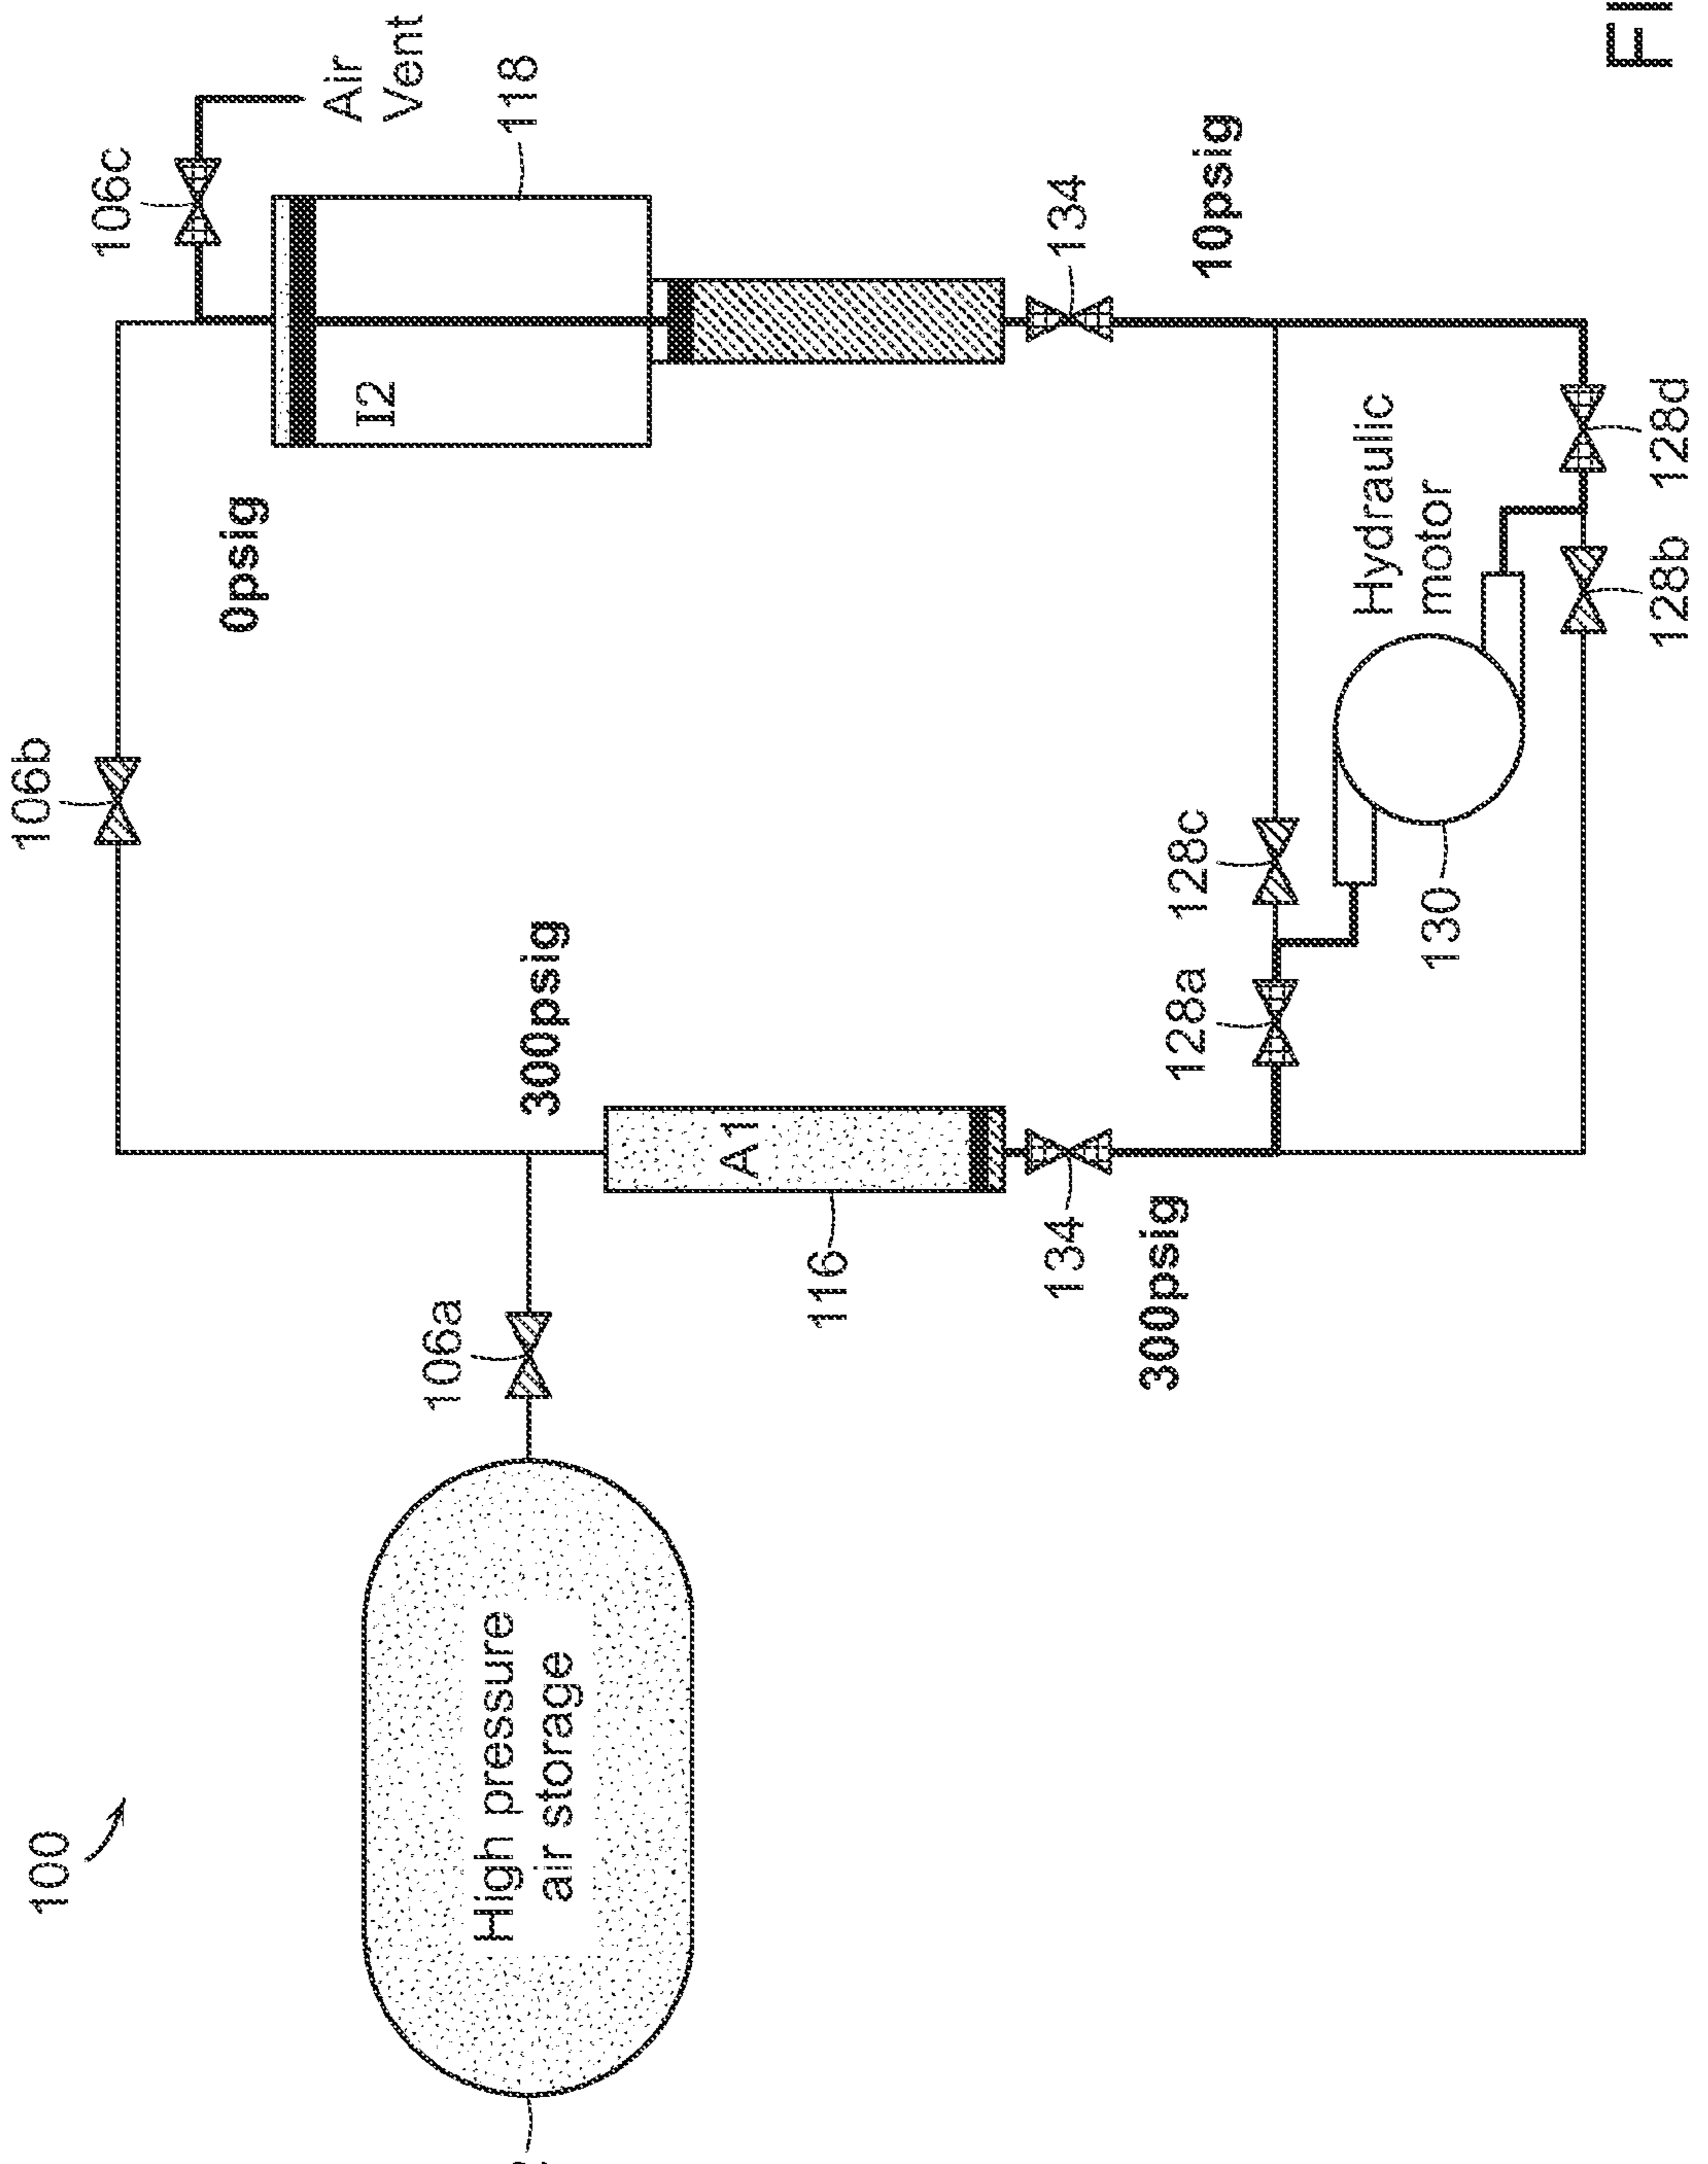 100
106b
106c
Air
Vent
0psig
118
I2
106a
300psig
High pressure
air storage
A1
116
134
134
10psig
300psig
128a
128c
Hydraulic
motor
130
128b
128d